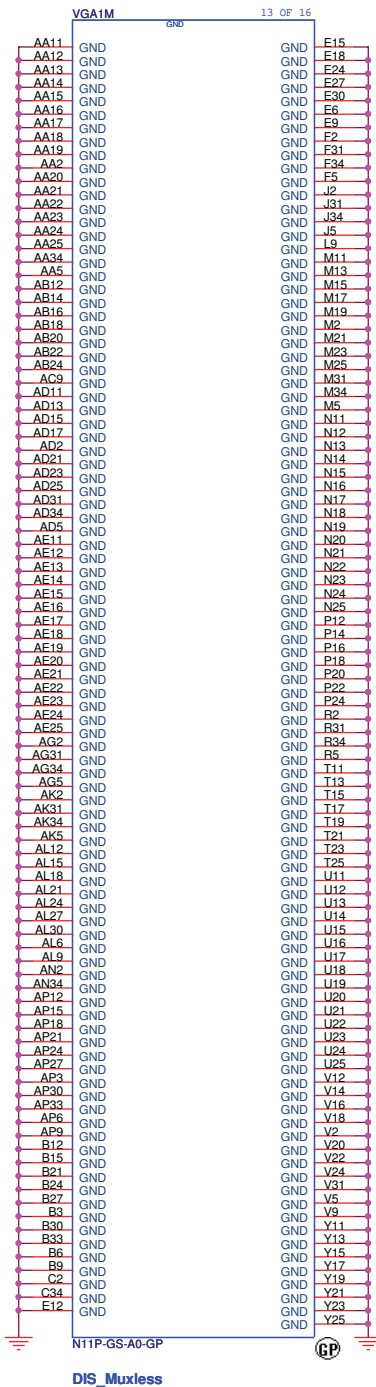 VGA1M 13 OF 16
GND
AA11 GND GND E15
AA12 GND GND E18
AA13 GND GND E24
AA14 GND GND E27
AA15 GND GND E30
AA16 GND GND E6
AA17 GND GND E9
AA18 GND GND F2
AA19 GND GND F31
AA2 GND GND F34
AA20 GND GND F5
AA21 GND GND J2
AA22 GND GND J31
AA23 GND GND J34
AA24 GND GND J5
AA25 GND GND L9
AA34 GND GND M11
AA5 GND GND M13
AB12 GND GND M15
AB14 GND GND M17
AB16 GND GND M19
AB18 GND GND M2
AB20 GND GND M21
AB22 GND GND M23
AB24 GND GND M25
AC9 GND GND M31
AD11 GND GND M34
AD13 GND GND M5
AD15 GND GND N11
AD17 GND GND N12
AD2 GND GND N13
AD21 GND GND N14
AD23 GND GND N15
AD25 GND GND N16
AD31 GND GND N17
AD34 GND GND N18
AD5 GND GND N19
AE11 GND GND N20
AE12 GND GND N21
AE13 GND GND N22
AE14 GND GND N23
AE15 GND GND N24
AE16 GND GND N25
AE17 GND GND P12
AE18 GND GND P14
AE19 GND GND P16
AE20 GND GND P18
AE21 GND GND P20
AE22 GND GND P22
AE23 GND GND P24
AE24 GND GND R2
AE25 GND GND R31
AG2 GND GND R34
AG31 GND GND R5
AG34 GND GND T11
AG5 GND GND T13
AK2 GND GND T15
AK31 GND GND T17
AK34 GND GND T19
AK5 GND GND T21
AL12 GND GND T23
AL15 GND GND T25
AL18 GND GND U11
AL21 GND GND U12
AL24 GND GND U13
AL27 GND GND U14
AL30 GND GND U15
AL6 GND GND U16
AL9 GND GND U17
AN2 GND GND U18
AN34 GND GND U19
AP12 GND GND U20
AP15 GND GND U21
AP18 GND GND U22
AP21 GND GND U23
AP24 GND GND U24
AP27 GND GND U25
AP3 GND GND V12
AP30 GND GND V14
AP33 GND GND V16
AP6 GND GND V18
AP9 GND GND V2
B12 GND GND V20
B15 GND GND V22
B21 GND GND V24
B24 GND GND V31
B27 GND GND V5
B3 GND GND V9
B30 GND GND Y11
B33 GND GND Y13
B6 GND GND Y15
B9 GND GND Y17
C2 GND GND Y19
C34 GND GND Y21
E12 GND GND Y23
GND Y25
N11P-GS-A0-GP GP
DIS_Muxless